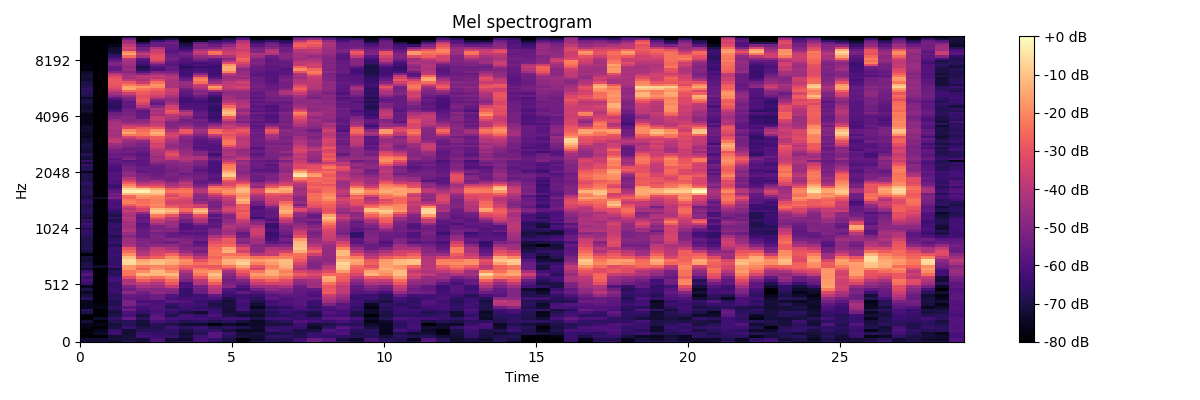 Mel spectrogram
8192
4096
2048
1024
512
0
Hz
0 5 10 15 20 25
Time
+0 dB
-10 dB
-20 dB
-30 dB
-40 dB
-50 dB
-60 dB
-70 dB
-80 dB